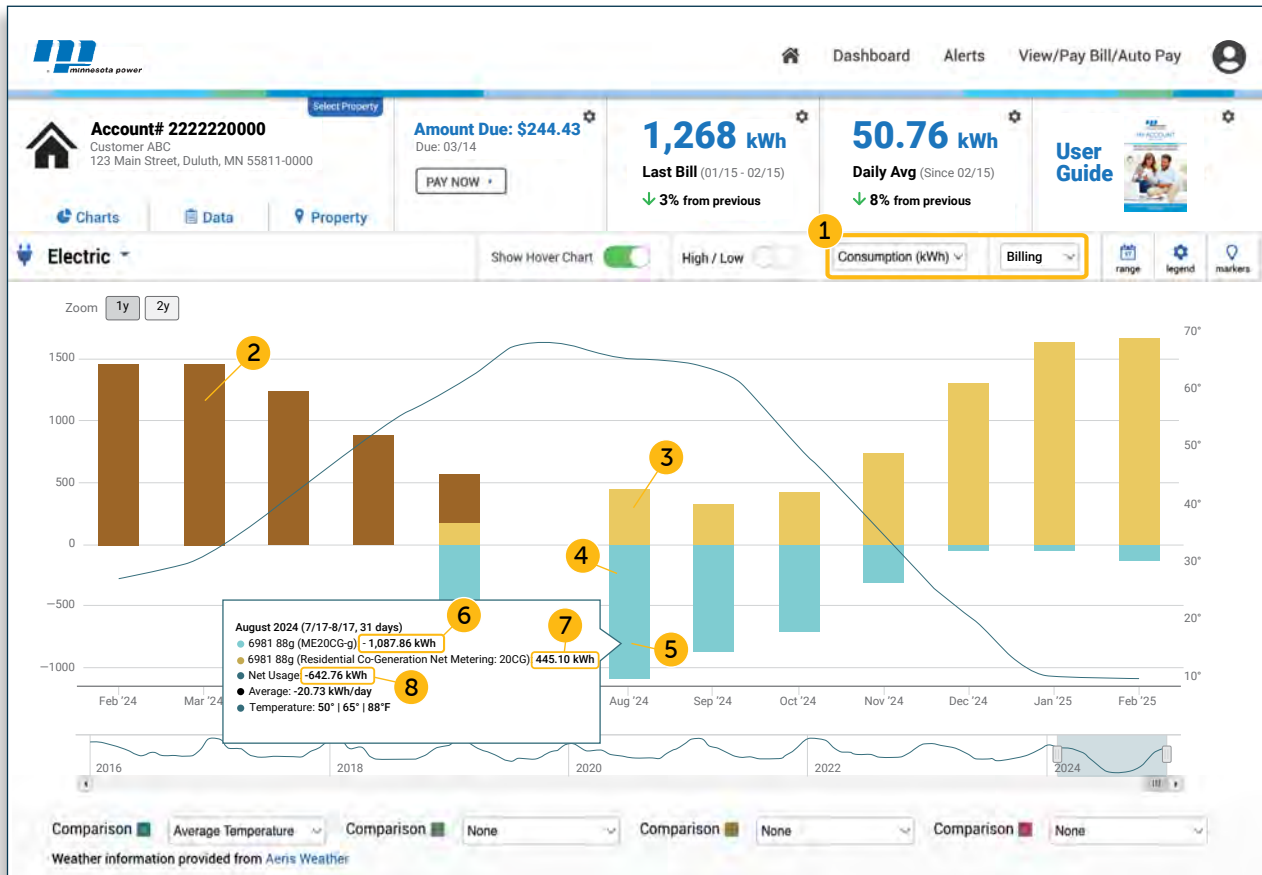 minnesota power
Dashboard Alerts View/Pay Bill/Auto Pay
Select Property
Account# 2222220000
Customer ABC
123 Main Street, Duluth, MN 55811-0000
Charts Data Property
Amount Due: $244.43
Due: 03/14
PAY NOW
1,268 kWh
Last Bill (01/15 - 02/15)
↓ 3% from previous
50.76 kWh
Daily Avg (Since 02/15)
↓ 8% from previous
User
Guide
MY ACCOUNT
1
Electric Show Hover Chart High / Low Consumption (kWh) Billing range legend markers
Zoom 1y 2y
70°
1500 2
60°
1000
50°
3
500
40°
0 4
30°
−500
20°
−1000
10°
5
6
7
8
August 2024 (7/17-8/17, 31 days)
6981 88g (ME20CG-g) - 1,087.86 kWh
6981 88g (Residential Co-Generation Net Metering: 20CG) 445.10 kWh
Net Usage: -642.76 kWh
Average: -20.73 kWh/day
Temperature: 50° | 65° | 88°F
Feb '24 Mar '24 Aug '24 Sep '24 Oct '24 Nov '24 Dec '24 Jan '25 Feb '25
2016 2018 2020 2022 2024
Comparison Average Temperature Comparison None Comparison None Comparison None
Weather information provided from Aeris Weather